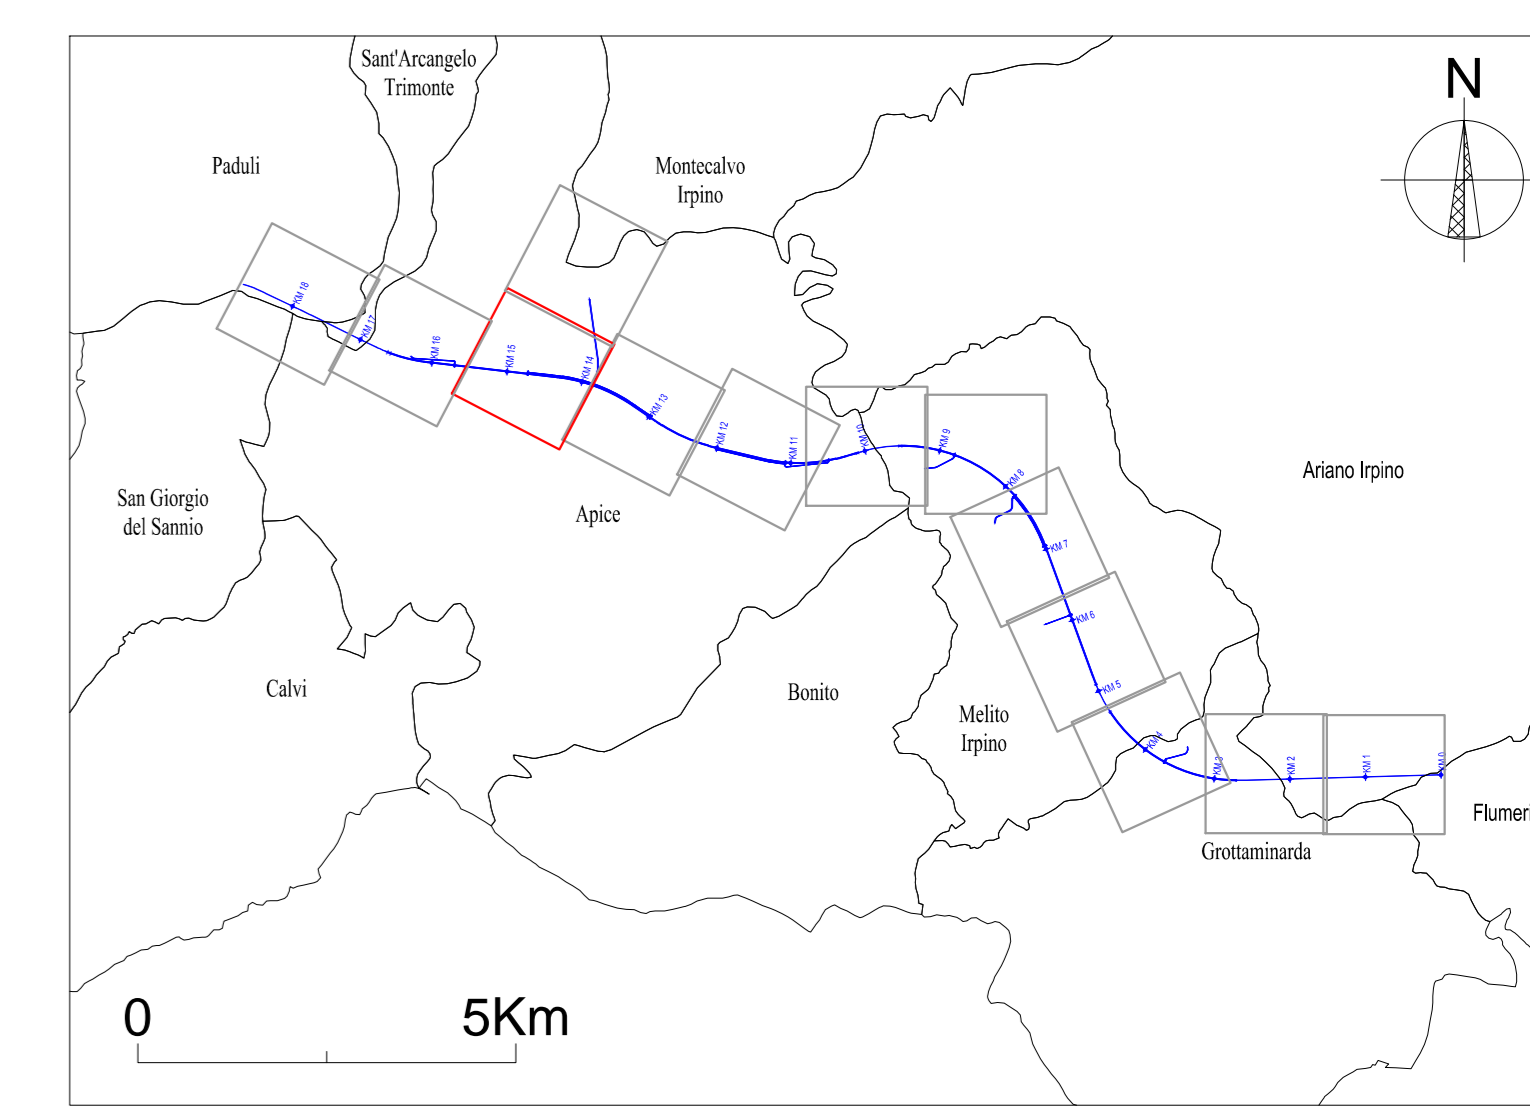 Sant'Arcangelo
Trimonte
N
Paduli
Montecalvo
Irpino
KM 18
KM 17
KM 16
KM 15
KM 14
KM 13
KM 12
KM 11
KM 10
KM 9
KM 8
KM 7
KM 6
KM 5
KM 4
KM 3
KM 2
KM 1
KM 0
Ariano Irpino
San Giorgio
del Sannio
Apice
Calvi
Bonito
Melito
Irpino
Flumeri
Grottaminarda
0
5Km